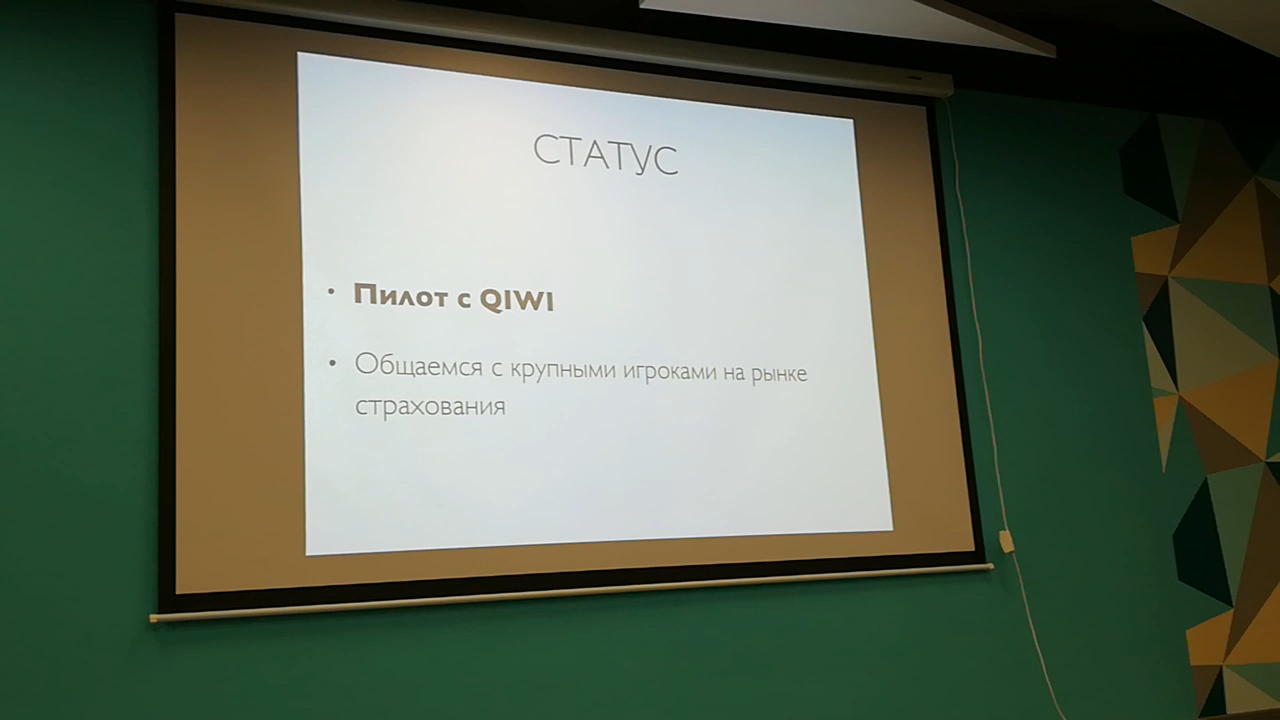 СТАТУС
• Пилот с QIWI
• Общаемся с крупными игроками на рынке
страхования